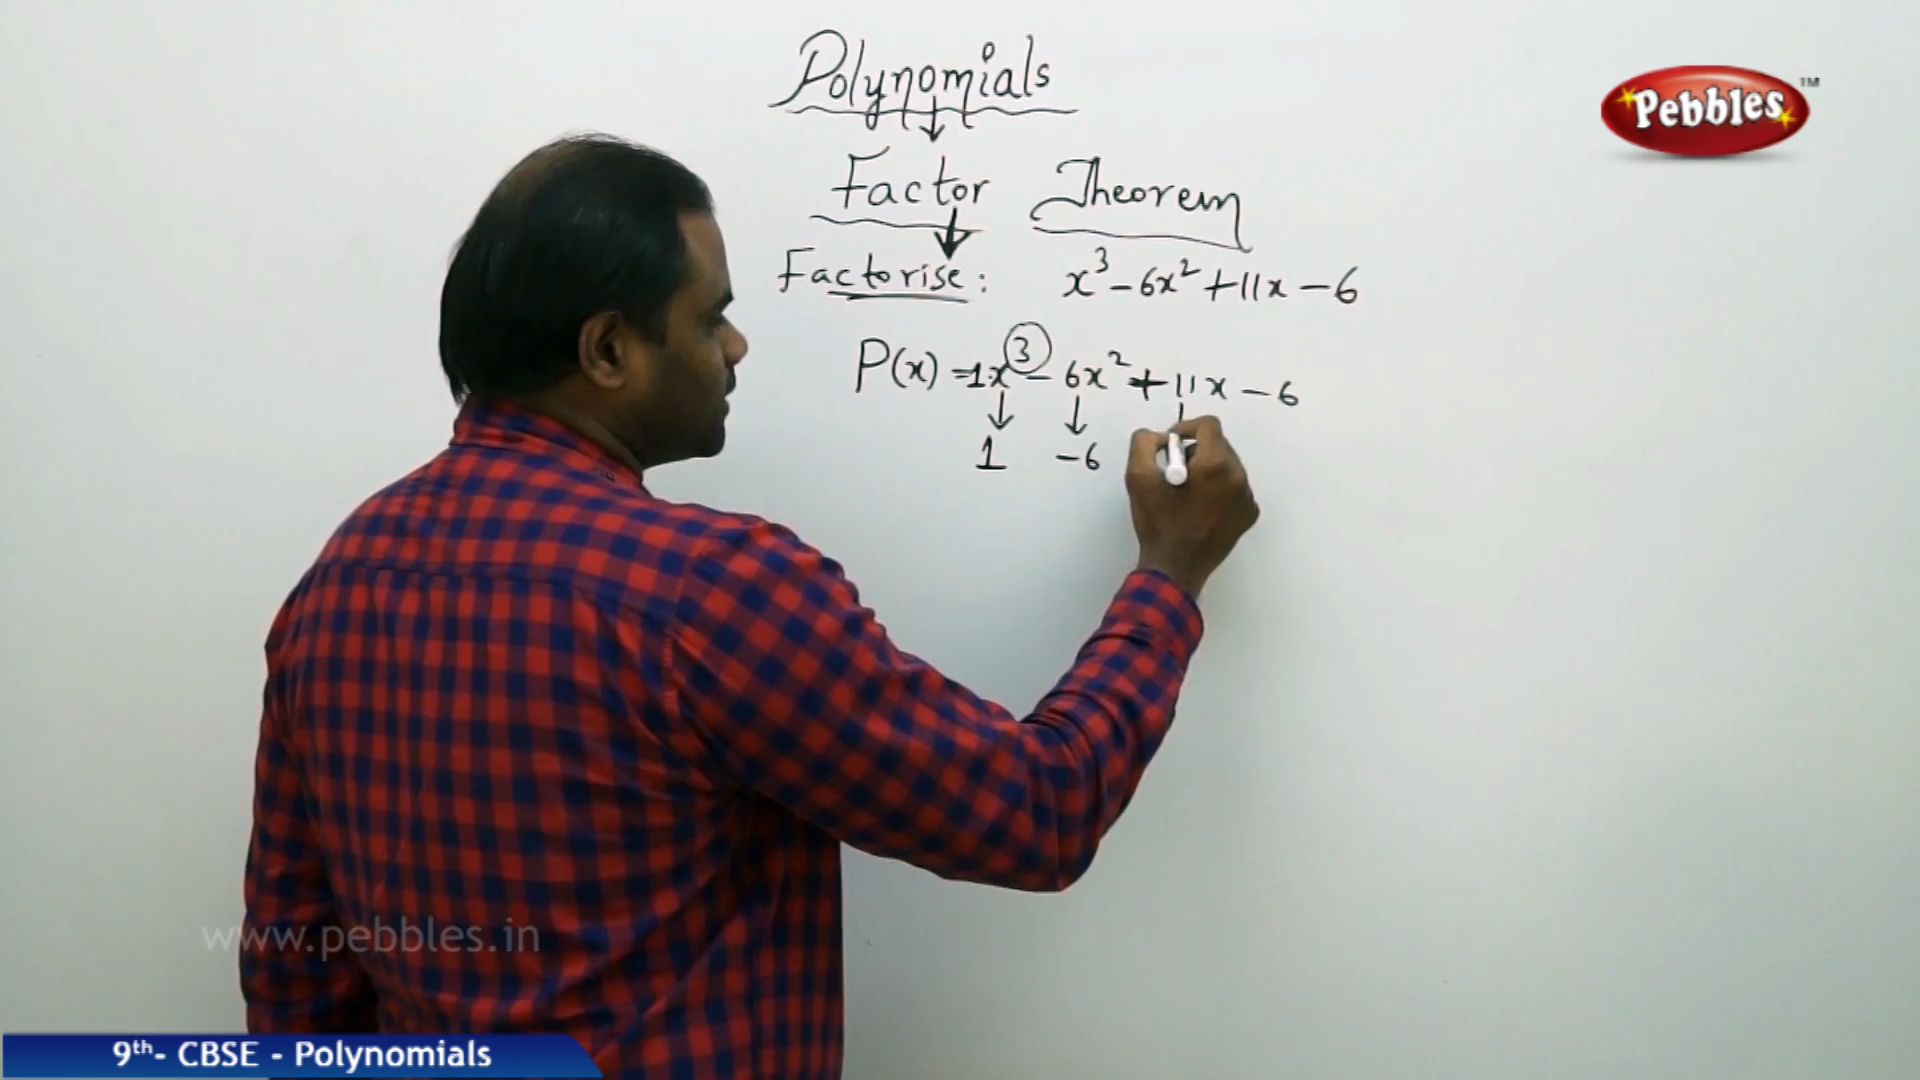 Polynomials
Pebbles™
Factor Theorem
Factorise: x³ - 6x² + 11x - 6
P(x) = 1x³ - 6x² + 11x - 6
1 -6
www.pebbles.in
9th- CBSE - Polynomials